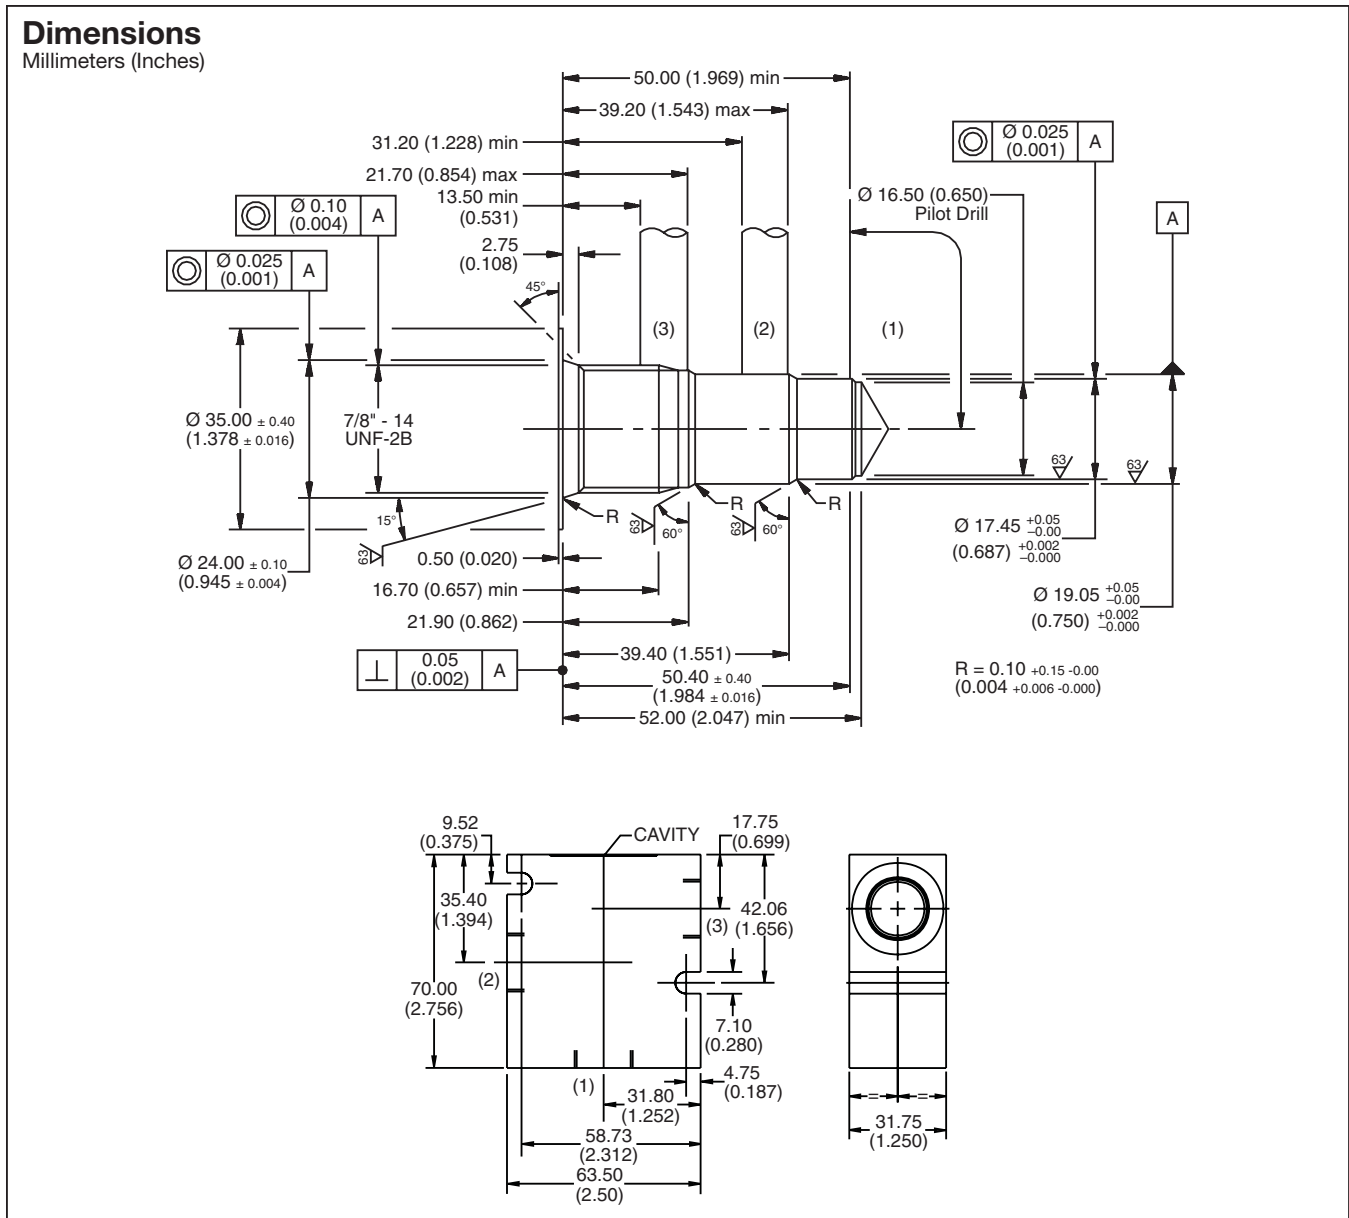 Dimensions
Millimeters (Inches)
50.00 (1.969) min
39.20 (1.543) max
31.20 (1.228) min
21.70 (0.854) max
13.50 min
(0.531)
2.75
(0.108)
45°
Ø 0.10
(0.004)
A
Ø 0.025
(0.001)
A
Ø 0.025
(0.001)
A
Ø 16.50 (0.650)
Pilot Drill
A
(3)
(2)
(1)
Ø 35.00 ± 0.40
(1.378 ± 0.016)
7/8" - 14
UNF-2B
15°
63
R
63
60°
R
63
60°
R
63
63
Ø 24.00 ± 0.10
(0.945 ± 0.004)
0.50 (0.020)
16.70 (0.657) min
21.90 (0.862)
Ø 17.45 +0.05 −0.00
(0.687) +0.002 −0.000
Ø 19.05 +0.05 −0.00
(0.750) +0.002 −0.000
0.05
(0.002)
A
39.40 (1.551)
50.40 ± 0.40
(1.984 ± 0.016)
52.00 (2.047) min
R = 0.10 +0.15 -0.00
(0.004 +0.006 -0.000)
9.52
(0.375)
CAVITY
17.75
(0.699)
35.40
(1.394)
(3)
42.06
(1.656)
(2)
70.00
(2.756)
7.10
(0.280)
(1)
4.75
(0.187)
31.80
(1.252)
58.73
(2.312)
63.50
(2.50)
= =
31.75
(1.250)